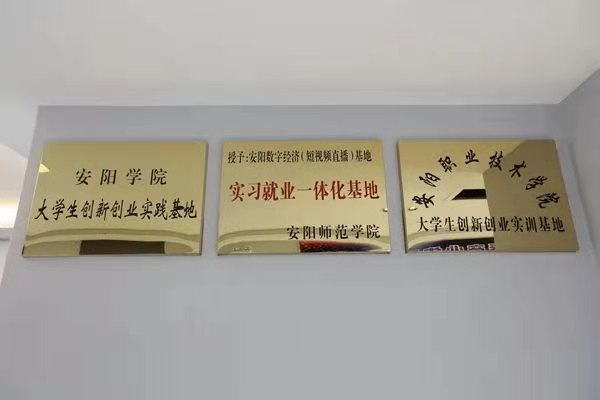 安阳学院
大学生创新创业实践基地
授予:安阳数字经济(短视频直播)基地
实习就业一体化基地
安阳师范学院
安阳职业技术学院
大学生创新创业实训基地